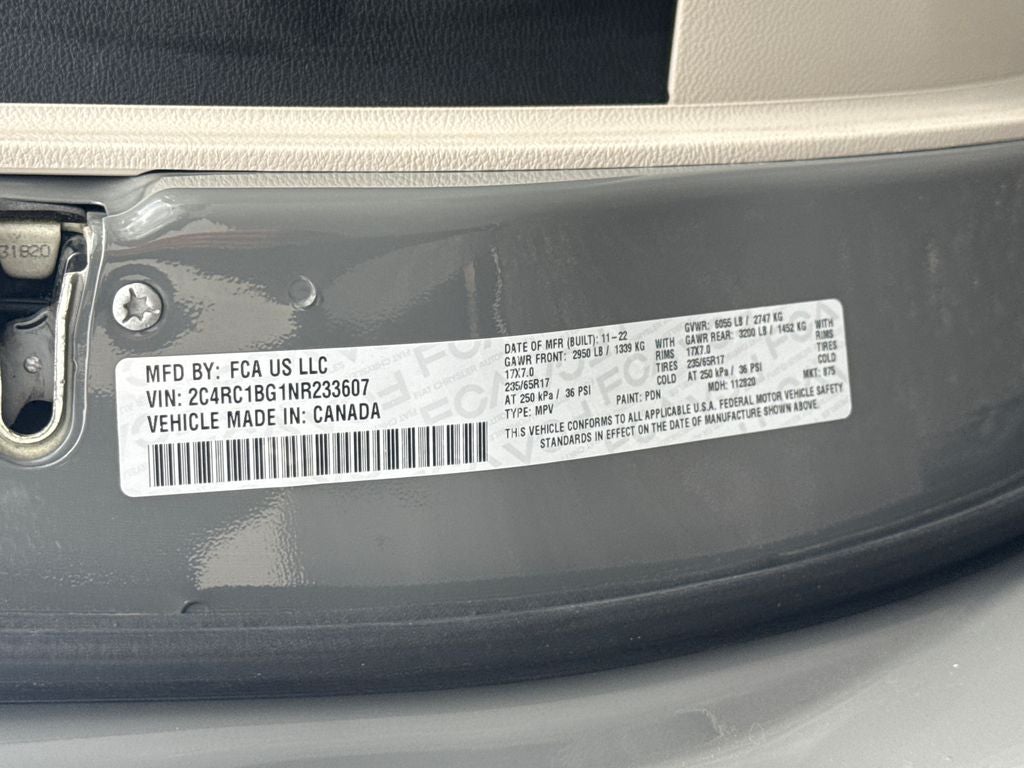 31820
MFD BY: FCA US LLC
VIN: 2C4RC1BG1NR233607
VEHICLE MADE IN: CANADA
DATE OF MFR (BUILT): 11-22
GAWR FRONT: 2950 LB / 1339 KG WITH
17X7.0 RIMS
235/65R17 TIRES
AT 250 kPa / 36 PSI COLD
TYPE: MPV
GVWR: 6055 LB / 2747 KG
GAWR REAR: 3200 LB / 1452 KG WITH
17X7.0 RIMS
235/65R17 TIRES
AT 250 kPa / 36 PSI COLD
PAINT: PDN MDH: 112820 MKT: 875
THIS VEHICLE CONFORMS TO ALL APPLICABLE U.S.A. FEDERAL MOTOR VEHICLE SAFETY
STANDARDS IN EFFECT ON THE DATE OF MANUFACTURE SHOWN ABOVE.